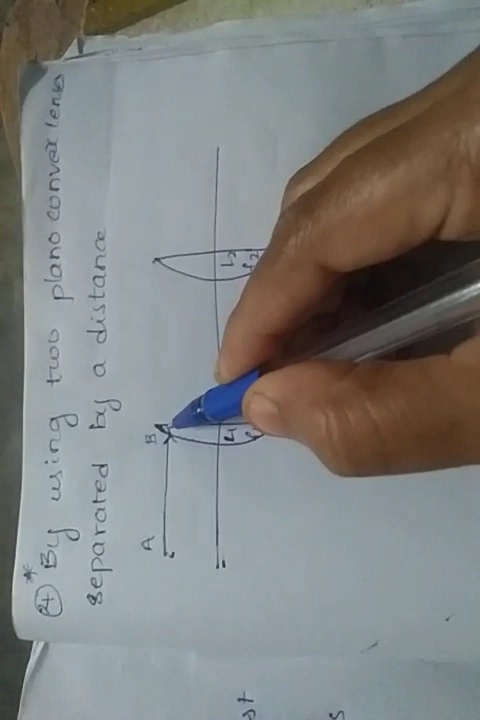 * 
④ By using two plano convex lens
separated by a distance
A B
L1 L2